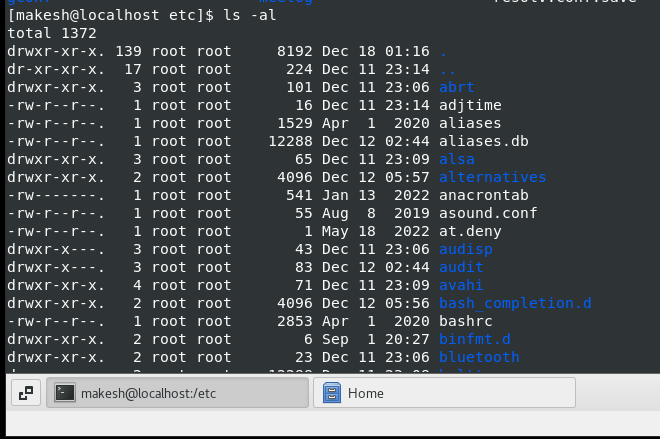 [makesh@localhost etc]$ ls -al
total 1372
drwxr-xr-x. 139 root root     8192 Dec 18 01:16 .
dr-xr-xr-x.  17 root root      224 Dec 11 23:14 ..
drwxr-xr-x.   3 root root      101 Dec 11 23:06 abrt
-rw-r--r--.   1 root root       16 Dec 11 23:14 adjtime
-rw-r--r--.   1 root root     1529 Apr  1  2020 aliases
-rw-r--r--.   1 root root    12288 Dec 12 02:44 aliases.db
drwxr-xr-x.   3 root root       65 Dec 11 23:09 alsa
drwxr-xr-x.   2 root root     4096 Dec 12 05:57 alternatives
-rw-------.   1 root root      541 Jan 13  2022 anacrontab
-rw-r--r--.   1 root root       55 Aug  8  2019 asound.conf
-rw-r--r--.   1 root root        1 May 18  2022 at.deny
drwxr-x---.   3 root root       43 Dec 11 23:06 audisp
drwxr-x---.   3 root root       83 Dec 12 02:44 audit
drwxr-xr-x.   4 root root       71 Dec 11 23:09 avahi
drwxr-xr-x.   2 root root     4096 Dec 12 05:56 bash_completion.d
-rw-r--r--.   1 root root     2853 Apr  1  2020 bashrc
drwxr-xr-x.   2 root root        6 Sep  1 20:27 binfmt.d
drwxr-xr-x.   2 root root       23 Dec 11 23:06 bluetooth
makesh@localhost:/etc
Home